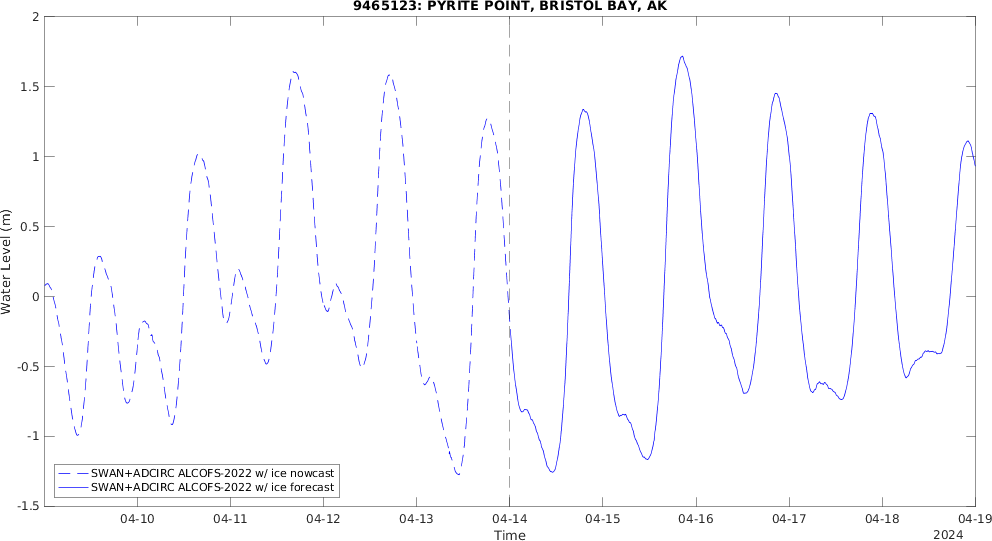 9465123: PYRITE POINT, BRISTOL BAY, AK
2
1.5
1
0.5
0
-0.5
-1
-1.5
Water Level (m)
SWAN+ADCIRC ALCOFS-2022 w/ ice nowcast
SWAN+ADCIRC ALCOFS-2022 w/ ice forecast
04-10 04-11 04-12 04-13 04-14 04-15 04-16 04-17 04-18 04-19
Time
2024